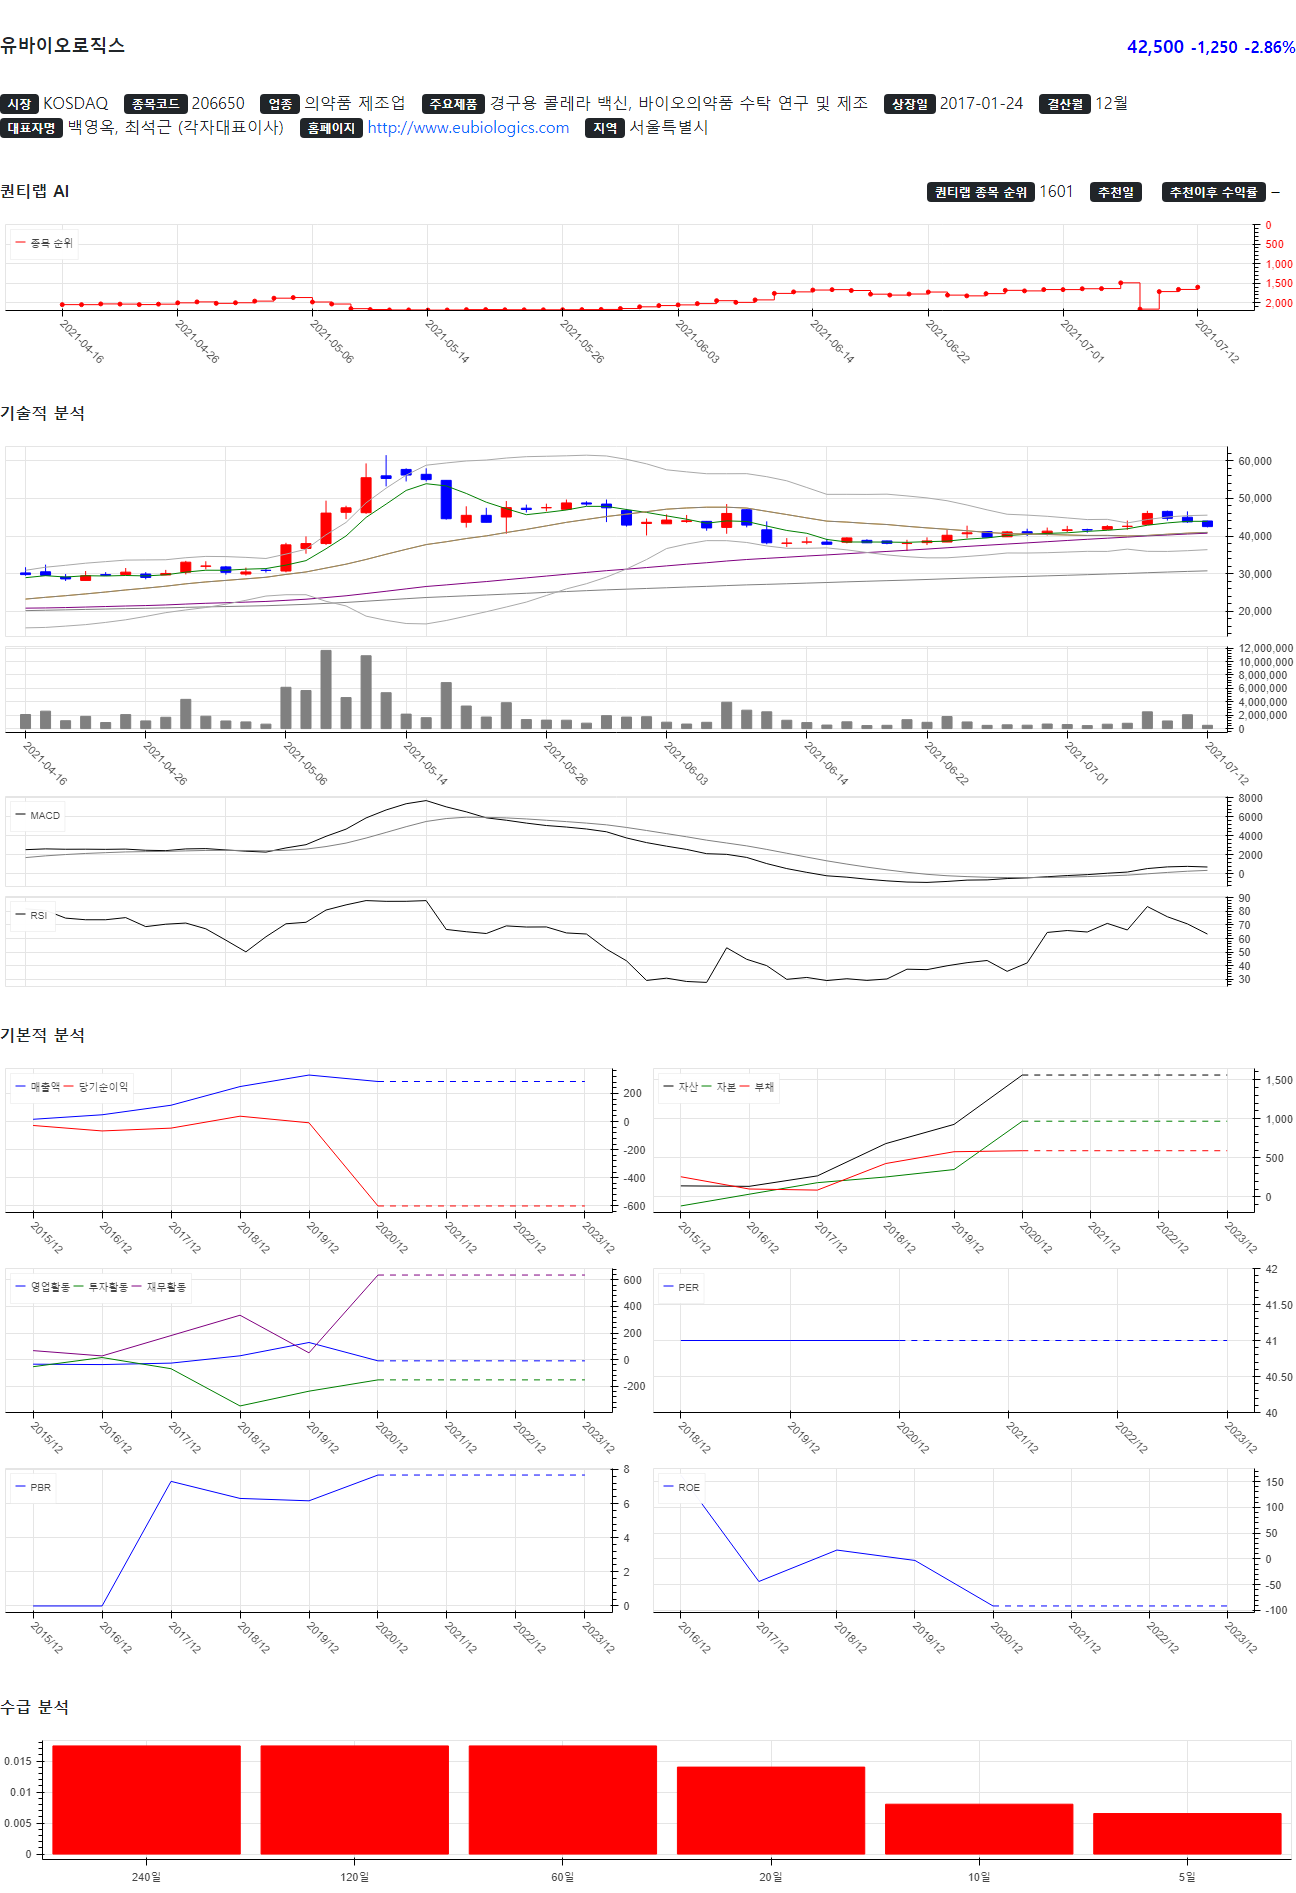 유바이오로직스
42,500 -1,250 -2.86%
시장 KOSDAQ 종목코드 206650 업종 의약품 제조업 주요제품 경구용 콜레라 백신, 바이오의약품 수탁 연구 및 제조 상장일 2017-01-24 결산월 12월
대표자명 백영옥, 최석근 (각자대표이사) 홈페이지 http://www.eubiologics.com 지역 서울특별시
퀀티랩 AI
퀀티랩 종목 순위 1601 추천일 추천이후 수익률 –
종목 순위
0
500
1,000
1,500
2,000
2021-04-16 2021-04-26 2021-05-06 2021-05-14 2021-05-26 2021-06-03 2021-06-14 2021-06-22 2021-07-01 2021-07-12
기술적 분석
60,000
50,000
40,000
30,000
20,000
12,000,000
10,000,000
8,000,000
6,000,000
4,000,000
2,000,000
0
2021-04-16 2021-04-26 2021-05-06 2021-05-14 2021-05-26 2021-06-03 2021-06-14 2021-06-22 2021-07-01 2021-07-12
MACD
8000
6000
4000
2000
0
RSI
90
80
70
60
50
40
30
기본적 분석
매출액 당기순이익
200
0
-200
-400
-600
2015/12 2016/12 2017/12 2018/12 2019/12 2020/12 2021/12 2022/12 2023/12
자산 자본 부채
1,500
1,000
500
0
2015/12 2016/12 2017/12 2018/12 2019/12 2020/12 2021/12 2022/12 2023/12
영업활동 투자활동 재무활동
600
400
200
0
-200
2015/12 2016/12 2017/12 2018/12 2019/12 2020/12 2021/12 2022/12 2023/12
PER
42
41.50
41
40.50
40
2018/12 2019/12 2020/12 2021/12 2022/12 2023/12
PBR
8
6
4
2
0
2015/12 2016/12 2017/12 2018/12 2019/12 2020/12 2021/12 2022/12 2023/12
ROE
150
100
50
0
-50
-100
2016/12 2017/12 2018/12 2019/12 2020/12 2021/12 2022/12 2023/12
수급 분석
0.015
0.01
0.005
0
240일 120일 60일 20일 10일 5일